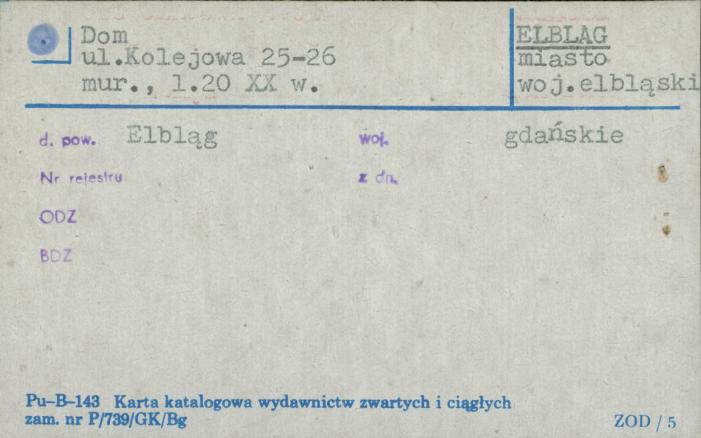 Dom
ul.Kolejowa 25-26
mur., l.20 XX w.
ELBLĄG
miasto
woj.elbląski
d. pow. Elbląg woj. gdańskie
Nr rejestru z dn.
ODZ
BDZ
Pu-B-143 Karta katalogowa wydawnictw zwartych i ciągłych
zam. nr P/739/GK/Bg
ZOD / 5